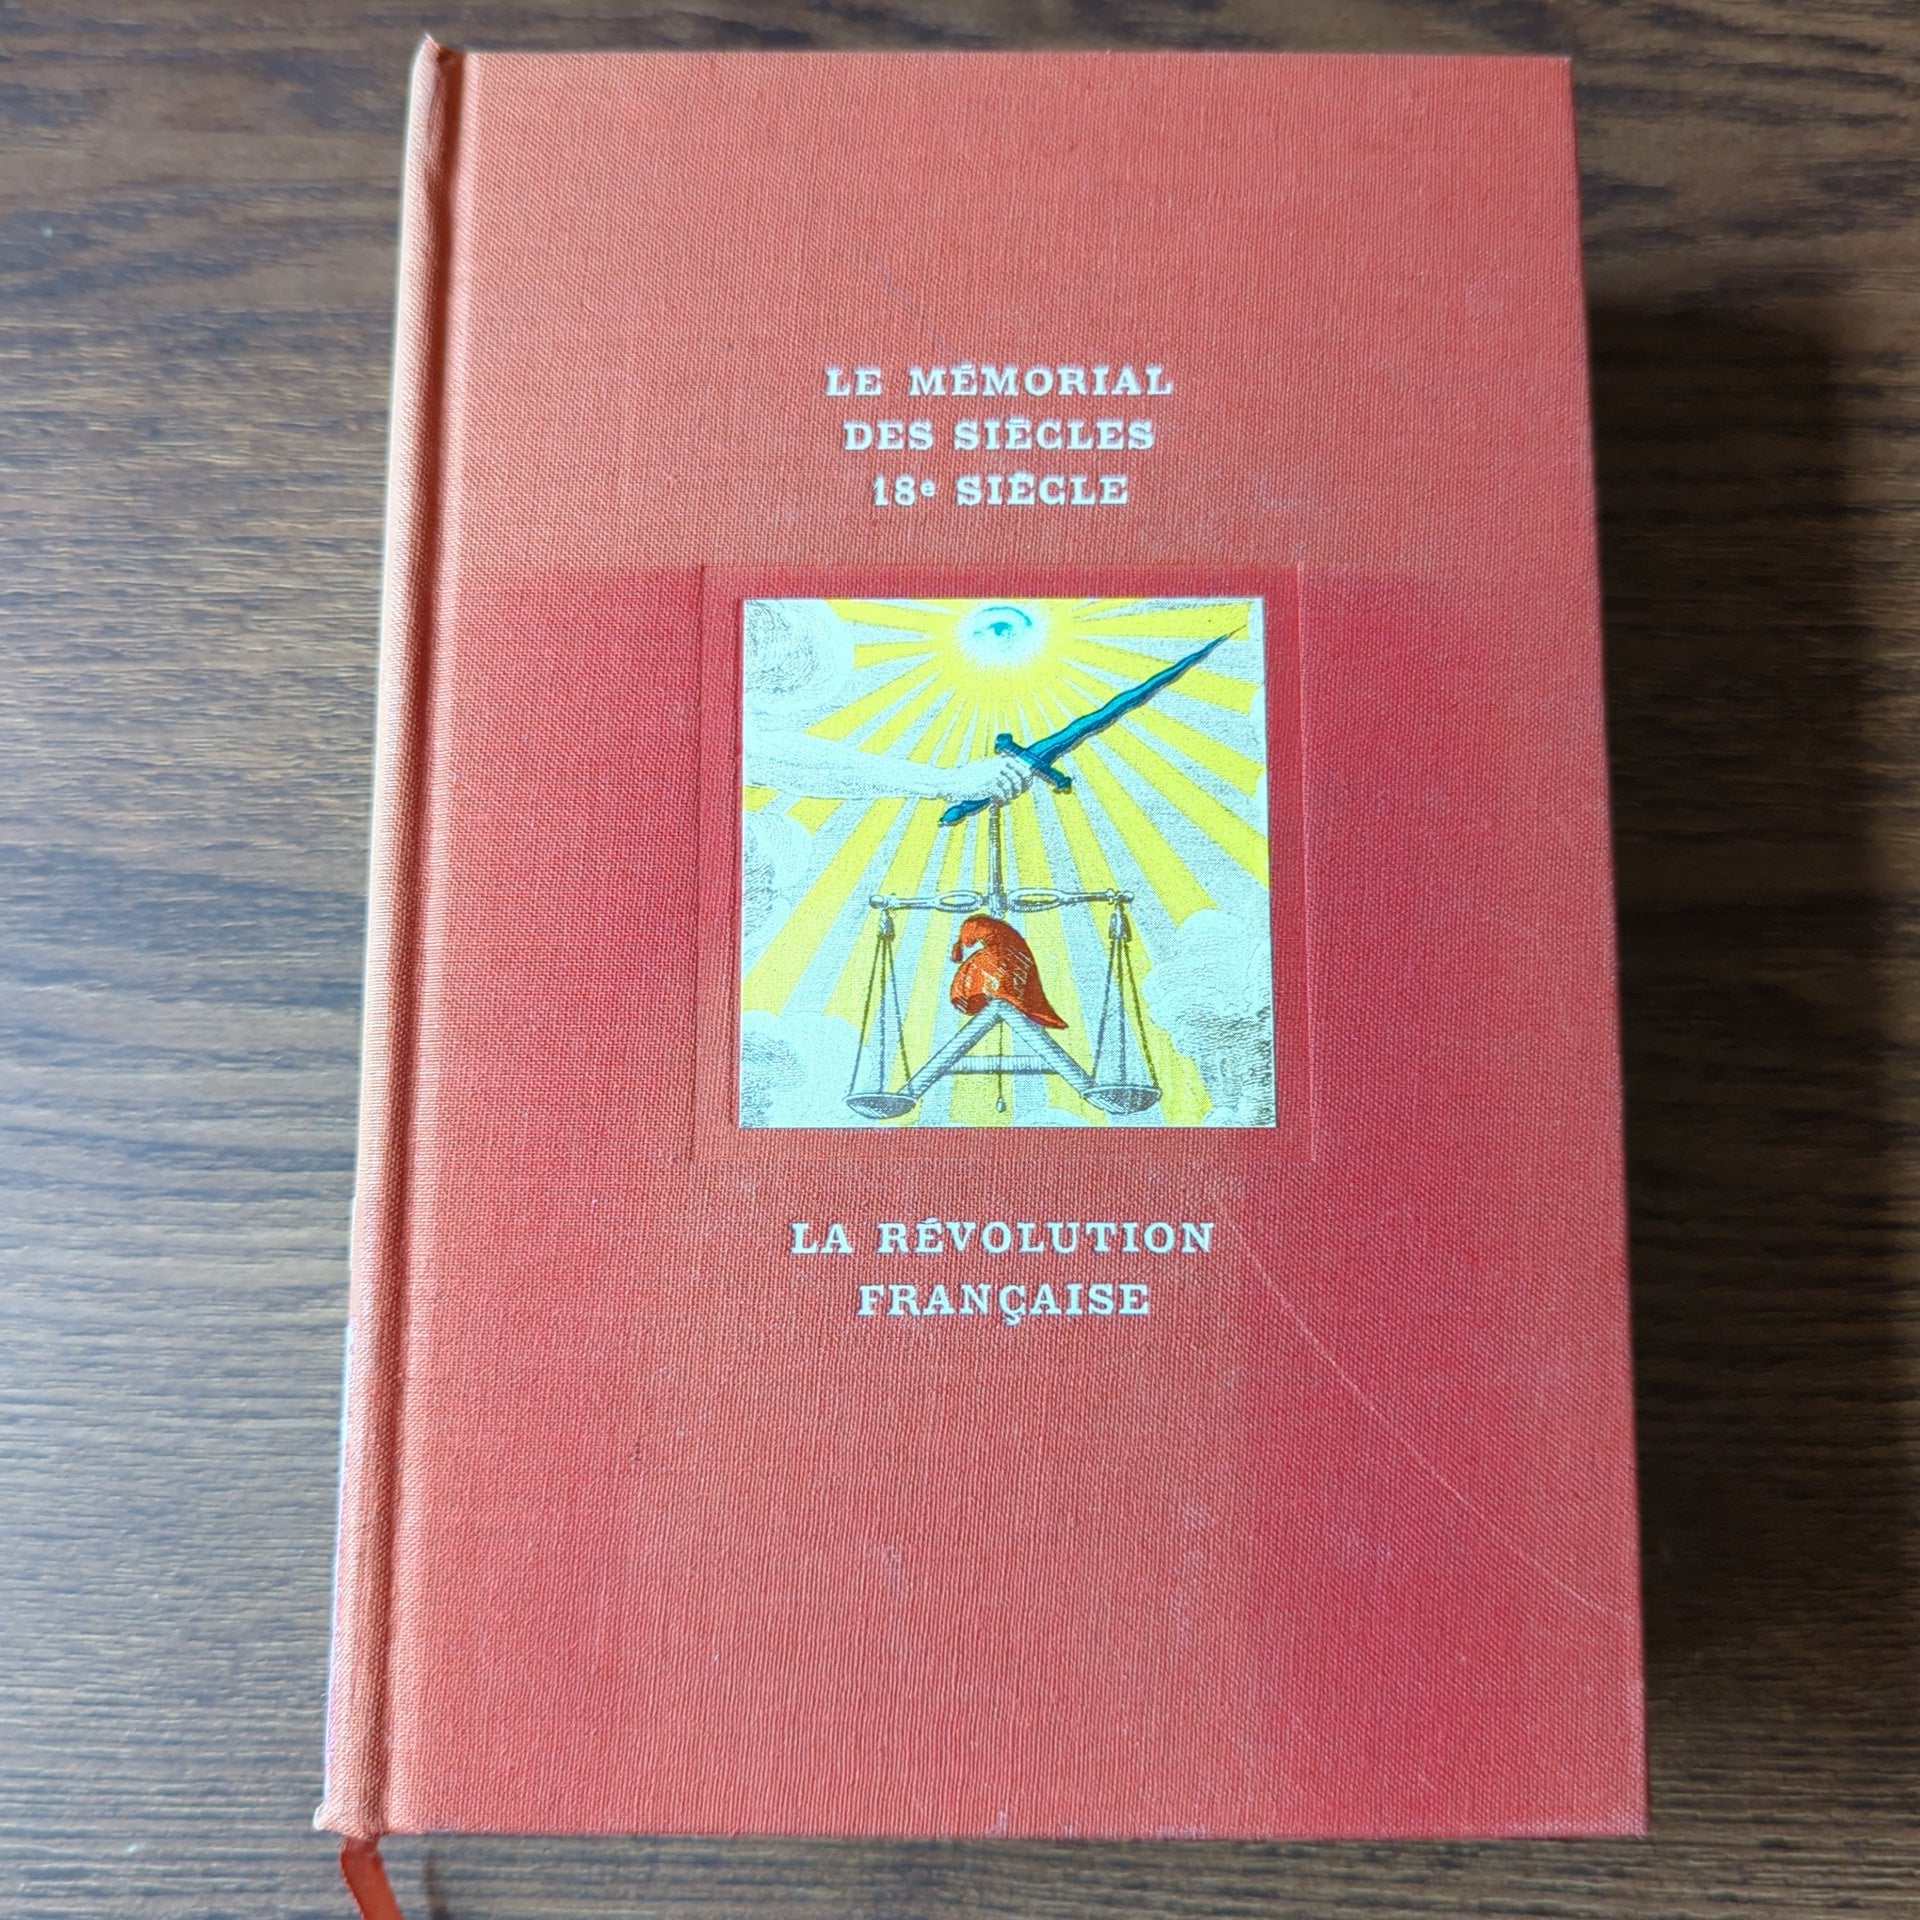 LE MÉMORIAL
DES SIÈCLES
18e SIÈCLE
LA RÉVOLUTION
FRANÇAISE